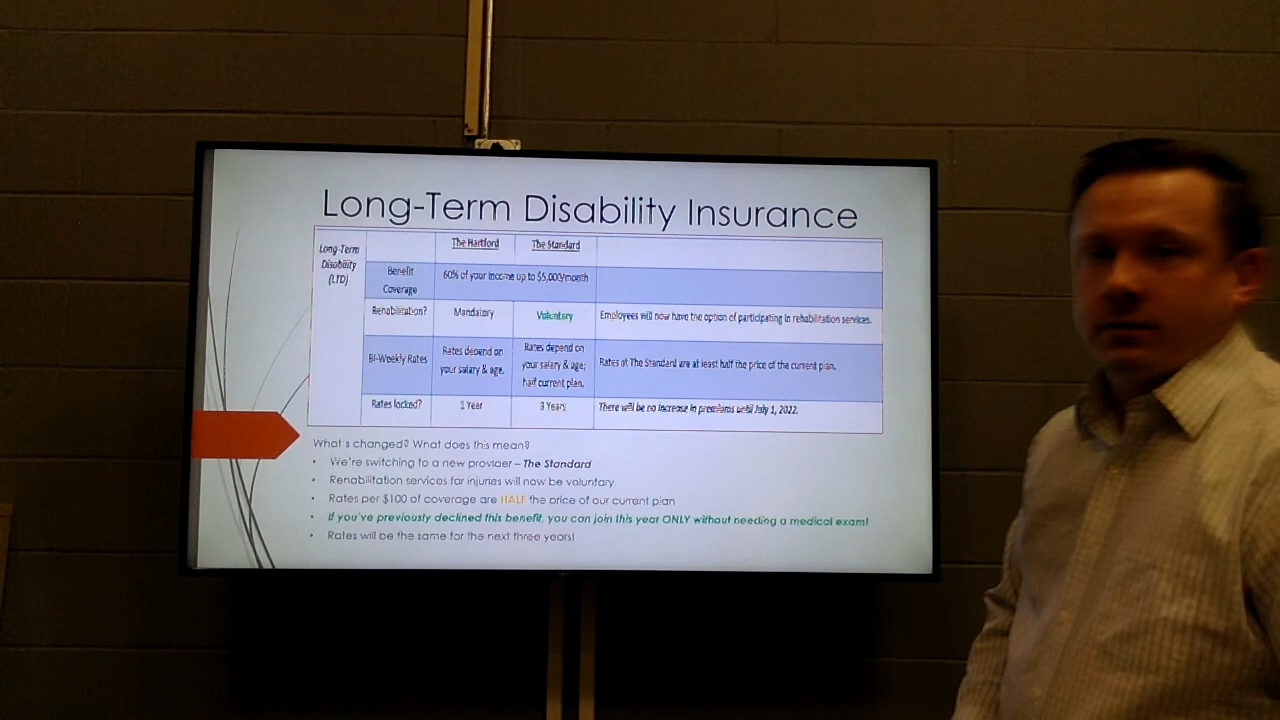 Long-Term Disability Insurance
The Hartford The Standard
Long-Term
Disability
(LTD)
Benefit
Coverage
60% of your income up to $5,000/month
Rehabilitation? Mandatory Voluntary Employees will now have the option of participating in rehabilitation services.
Bi-Weekly Rates
Rates depend on
your salary & age.
Rates depend on
your salary & age;
half current plan.
Rates at The Standard are at least half the price of the current plan.
Rates locked? 1 Year 3 Years There will be no increase in premiums until July 1, 2022.
What's changed? What does this mean?
• We're switching to a new provider – The Standard
• Rehabilitation services for injuries will now be voluntary
• Rates per $100 of coverage are HALF the price of our current plan
• If you've previously declined this benefit, you can join this year ONLY without needing a medical exam!
• Rates will be the same for the next three years!